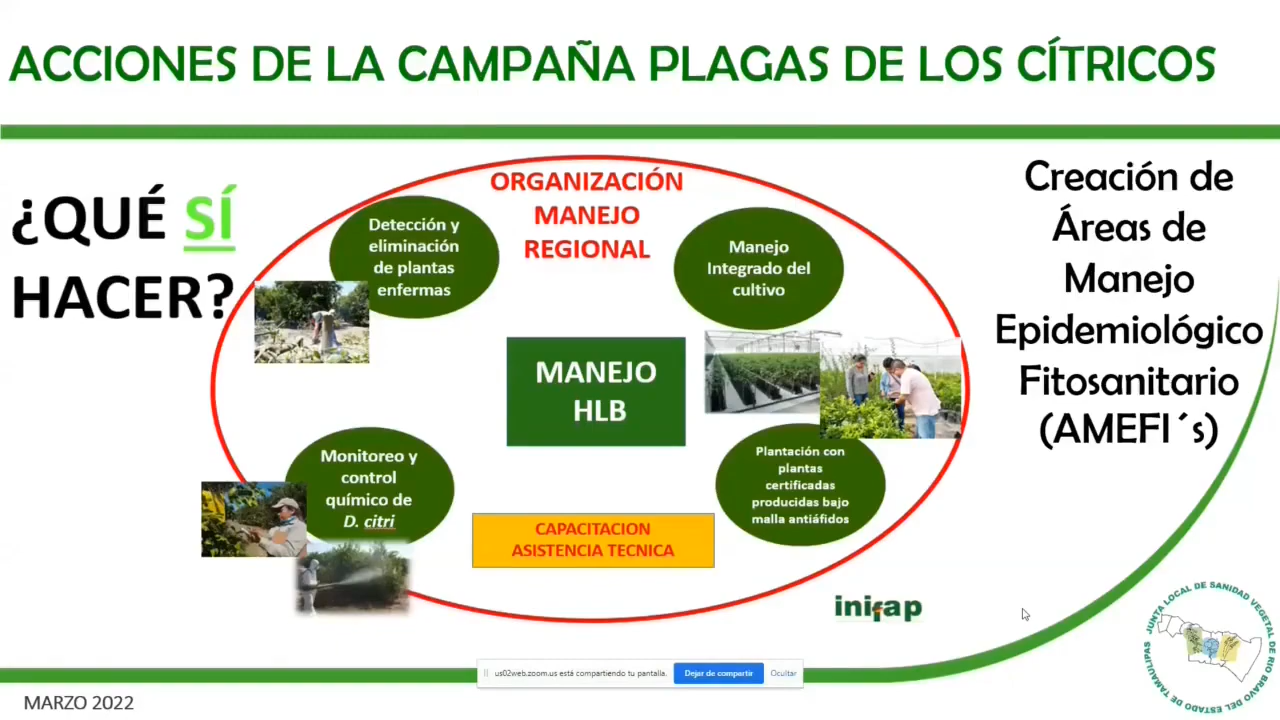 ACCIONES DE LA CAMPAÑA PLAGAS DE LOS CÍTRICOS
¿QUÉ SÍ
HACER?
ORGANIZACIÓN
MANEJO
REGIONAL
Detección y
eliminación
de plantas
enfermas
Manejo
Integrado del
cultivo
MANEJO
HLB
Monitoreo y
control
químico de
D. citri
Plantación con
plantas
certificadas
producidas bajo
malla antiáfidos
CAPACITACION
ASISTENCIA TECNICA
Creación de
Áreas de
Manejo
Epidemiológico
Fitosanitario
(AMEFI´s)
inifap
JUNTA LOCAL DE SANIDAD VEGETAL DE RIO BRAVO DEL ESTADO DE TAMAULIPAS
us02web.zoom.us está compartiendo tu pantalla.
Dejar de compartir
Ocultar
MARZO 2022